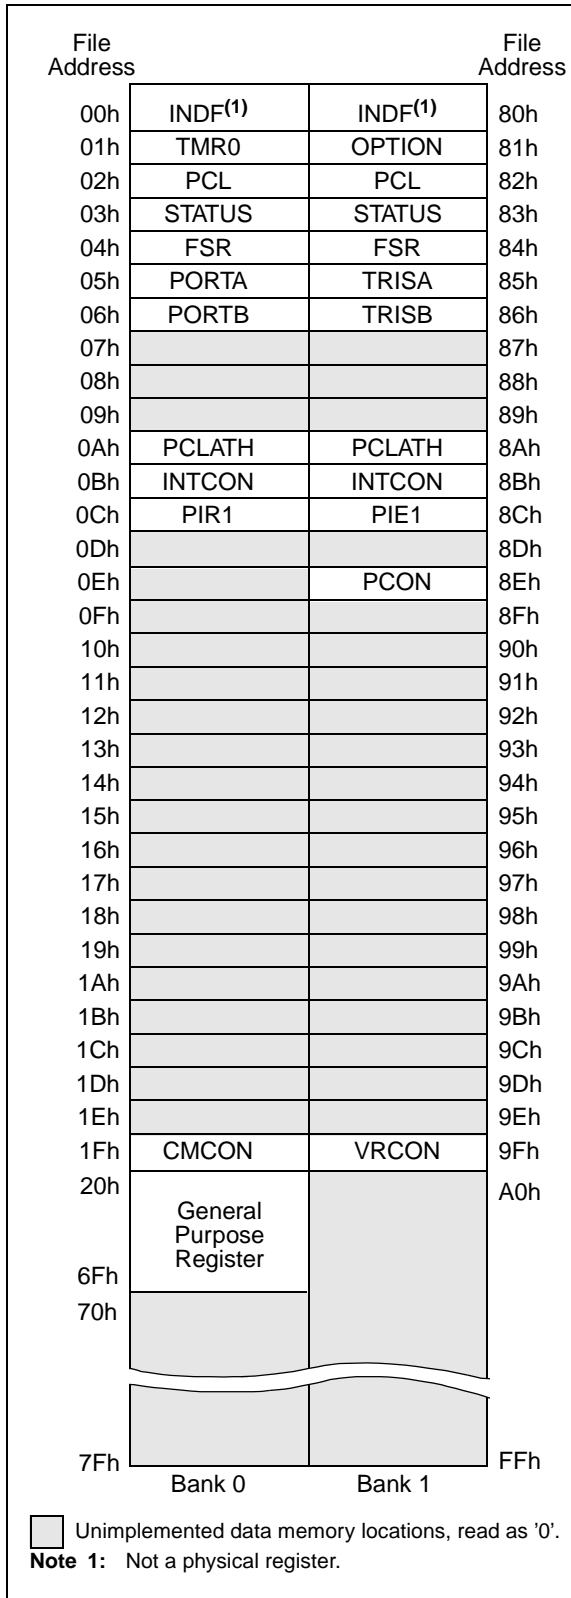 File Address File Address
00h INDF(1) INDF(1) 80h
01h TMR0 OPTION 81h
02h PCL PCL 82h
03h STATUS STATUS 83h
04h FSR FSR 84h
05h PORTA TRISA 85h
06h PORTB TRISB 86h
07h 87h
08h 88h
09h 89h
0Ah PCLATH PCLATH 8Ah
0Bh INTCON INTCON 8Bh
0Ch PIR1 PIE1 8Ch
0Dh 8Dh
0Eh PCON 8Eh
0Fh 8Fh
10h 90h
11h 91h
12h 92h
13h 93h
14h 94h
15h 95h
16h 96h
17h 97h
18h 98h
19h 99h
1Ah 9Ah
1Bh 9Bh
1Ch 9Ch
1Dh 9Dh
1Eh 9Eh
1Fh CMCON VRCON 9Fh
20h A0h
General
Purpose
Register
6Fh
70h
7Fh FFh
Bank 0 Bank 1
Unimplemented data memory locations, read as '0'.
Note 1: Not a physical register.